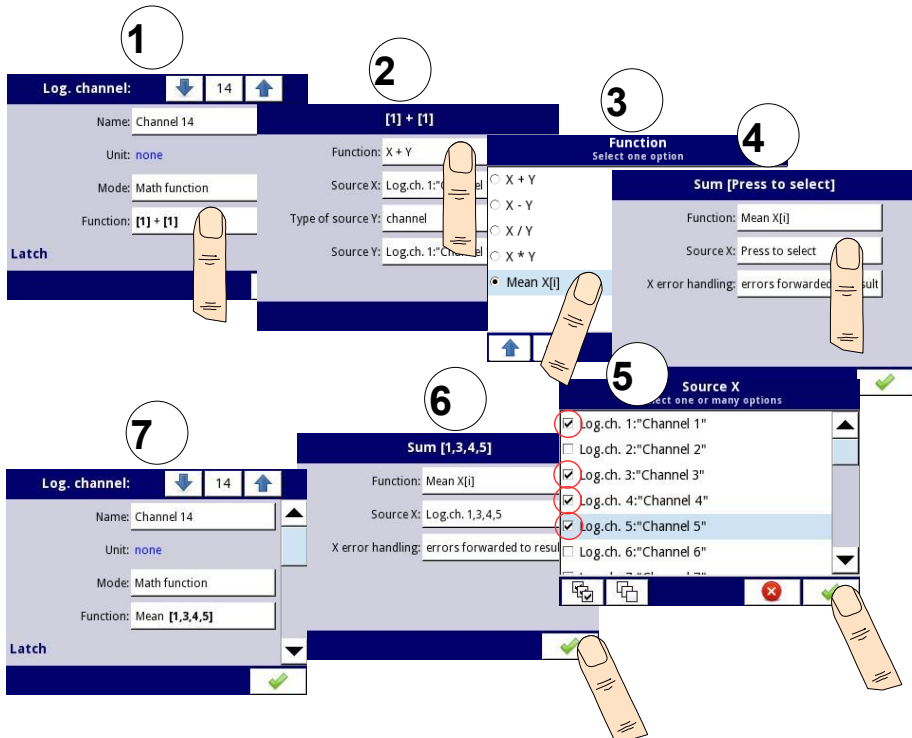 1
Log. channel: 14
Name: Channel 14
Unit: none
Mode: Math function
Function: [1] + [1]
Latch
2
[1] + [1]
Function: X + Y
Source X: Log.ch. 1:"
Type of source Y: channel
Source Y: Log.ch. 1:"Channel
3
Function
Select one option
X + Y
X - Y
X / Y
X * Y
Mean X[i]
4
Sum [Press to select]
Function: Mean X[i]
Source X: Press to select
X error handling: errors forwarded
5
Source X
one or many options
Log.ch. 1:"Channel 1"
Log.ch. 2:"Channel 2"
Log.ch. 3:"Channel 3"
Log.ch. 4:"Channel 4"
Log.ch. 5:"Channel 5"
Log.ch. 6:"Channel 6"
6
Sum [1,3,4,5]
Function: Mean X[i]
Source X: Log.ch. 1,3,4,5
X error handling: errors forwarded to resul
7
Log. channel: 14
Name: Channel 14
Unit: none
Mode: Math function
Function: Mean [1,3,4,5]
Latch